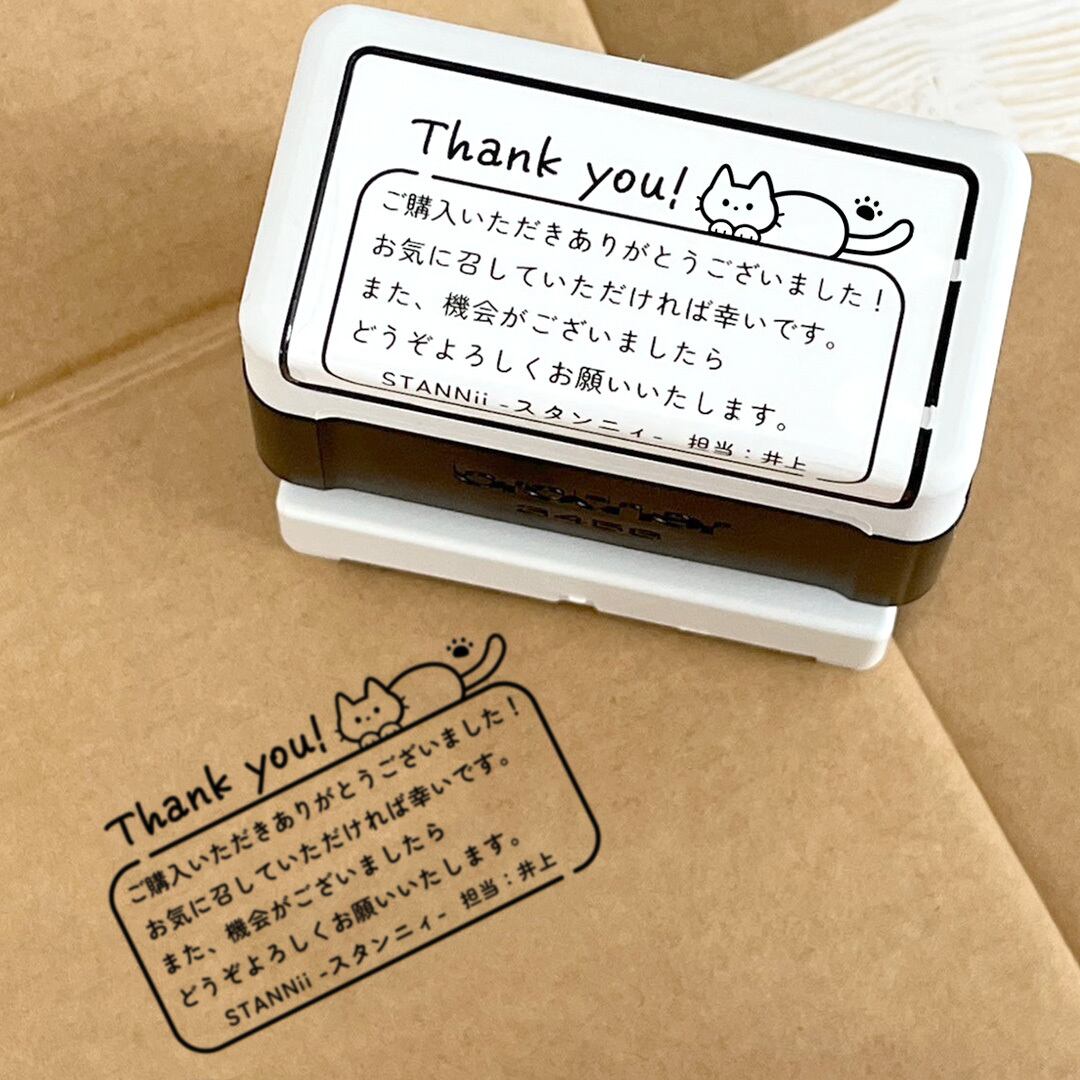 Thank you!
ご購入いただきありがとうございました！
お気に召していただければ幸いです。
また、機会がございましたら
どうぞよろしくお願いいたします。
STANNii -スタンニィ- 担当：井上
Thank you!
ご購入いただきありがとうございました！
お気に召していただければ幸いです。
また、機会がございましたら
どうぞよろしくお願いいたします。
STANNii -スタンニィ- 担当：井上